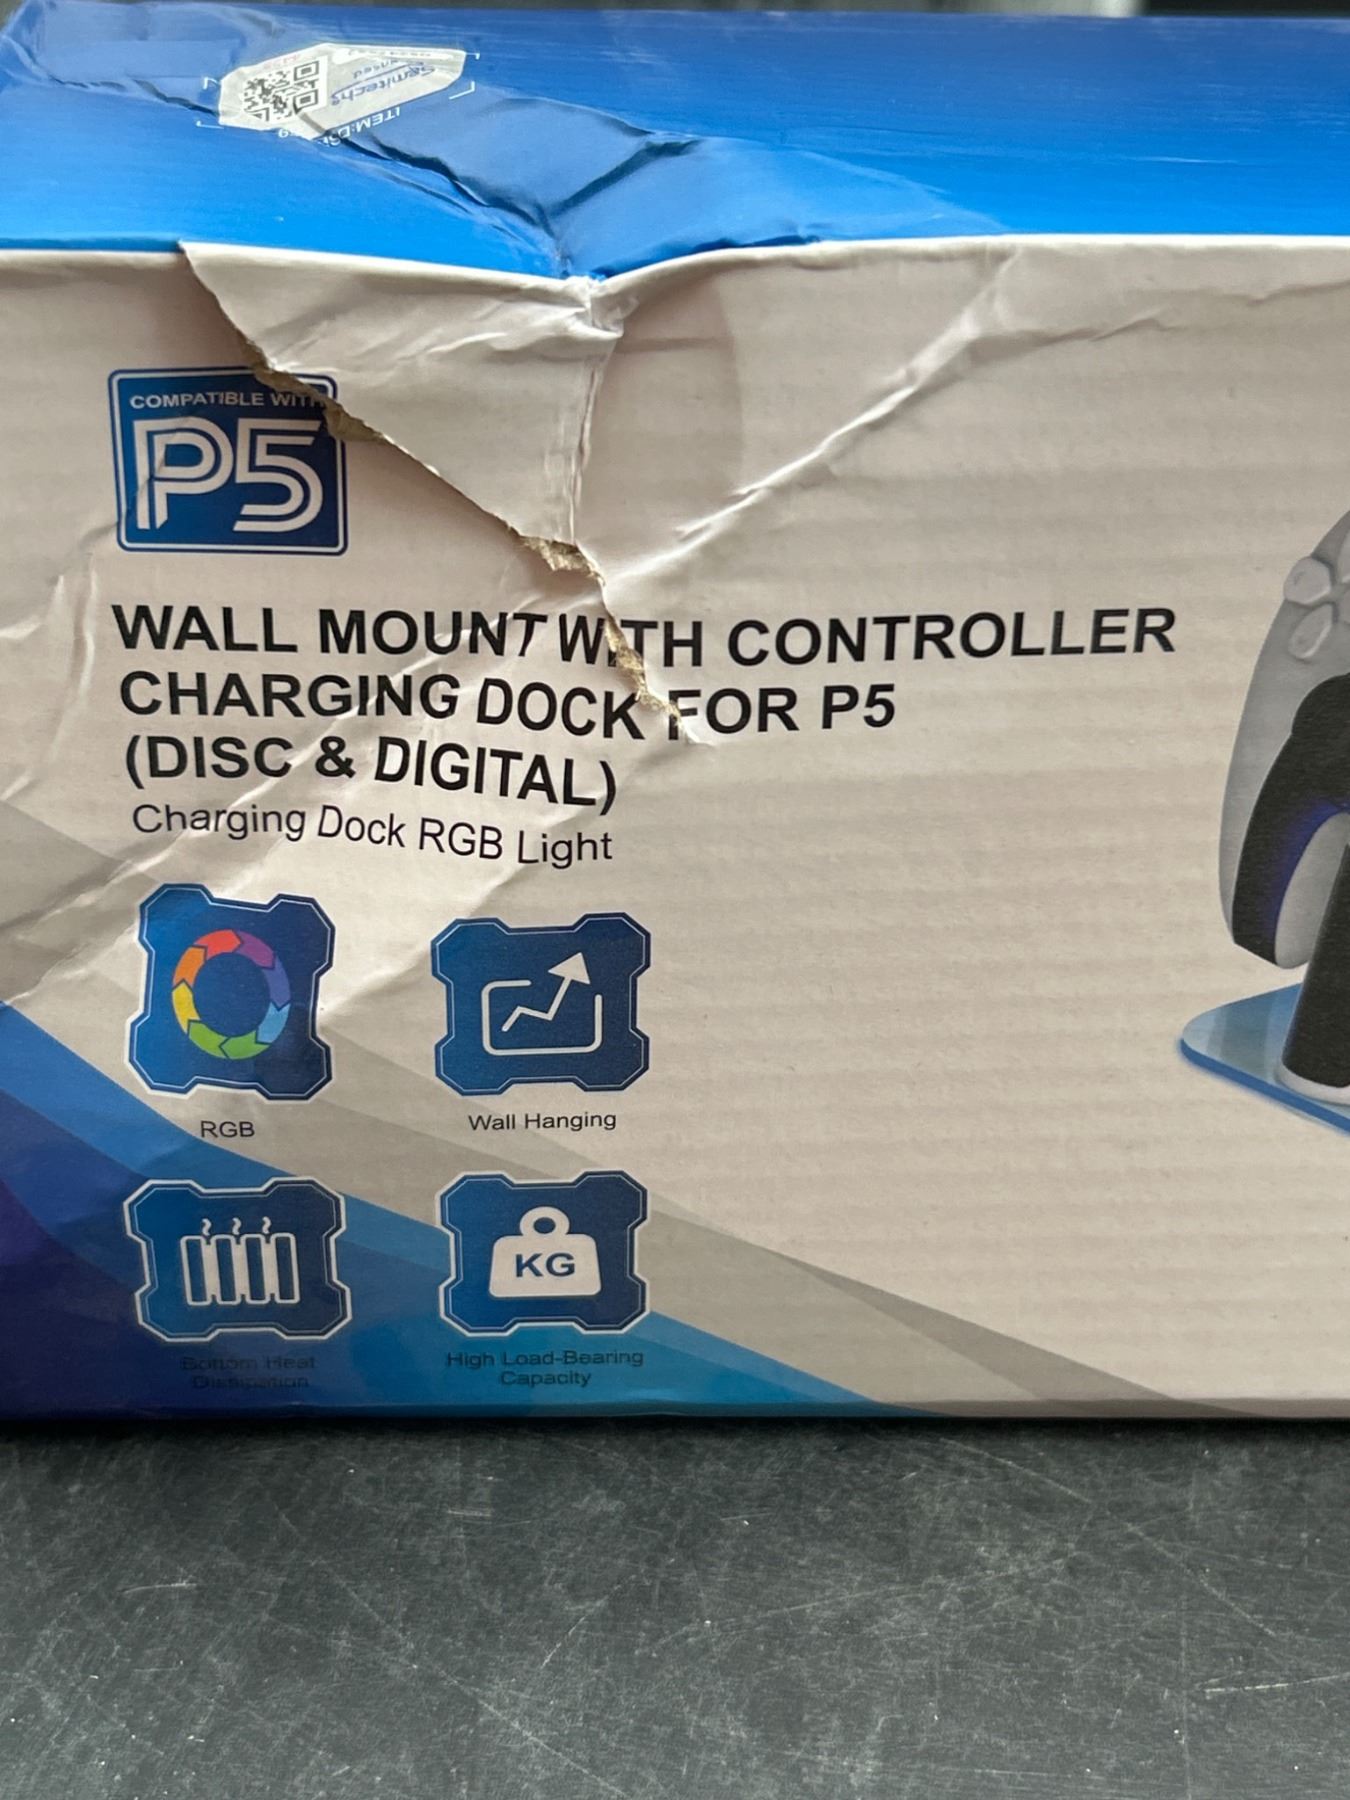 Semitechs
COMPATIBLE WITH
P5
WALL MOUNT WITH CONTROLLER
CHARGING DOCK FOR P5
(DISC & DIGITAL)
Charging Dock RGB Light
RGB
Wall Hanging
KG
Bottom Heat
Dissipation
High Load-Bearing
Capacity